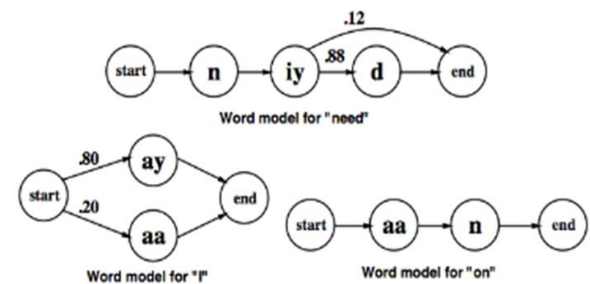 .12
.88
start n iy d end
Word model for "need"
.80
ay
start
end
.20
aa
Word model for "I"
start aa n end
Word model for "on"